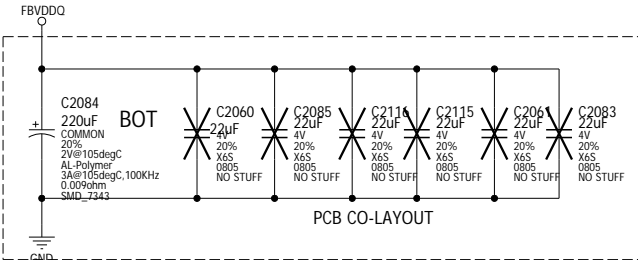 FBVDDQ
C2084
220uF
COMMON
20%
2V@105degC
AL-Polymer
3A@105degC,100KHz
0.009ohm
SMD_7343
BOT
C2060
22uF
4V
20%
X6S
0805
NO STUFF
C2085
22uF
4V
20%
X6S
0805
NO STUFF
C2116
22uF
4V
20%
X6S
0805
NO STUFF
C2115
22uF
4V
20%
X6S
0805
NO STUFF
C2061
22uF
4V
20%
X6S
0805
NO STUFF
C2083
22uF
4V
20%
X6S
0805
NO STUFF
PCB CO-LAYOUT
GND
+